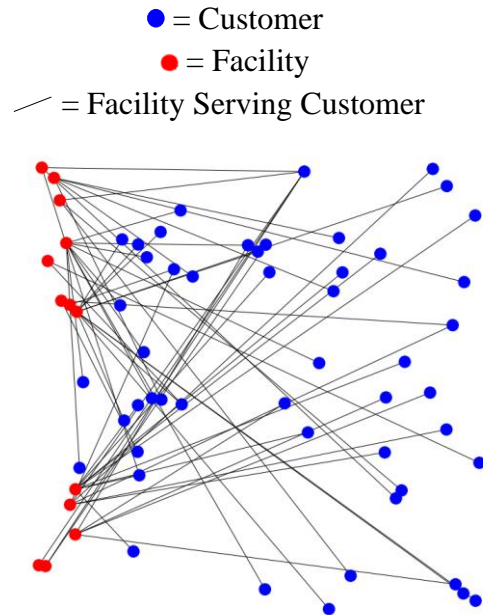 = Customer
= Facility
= Facility Serving Customer